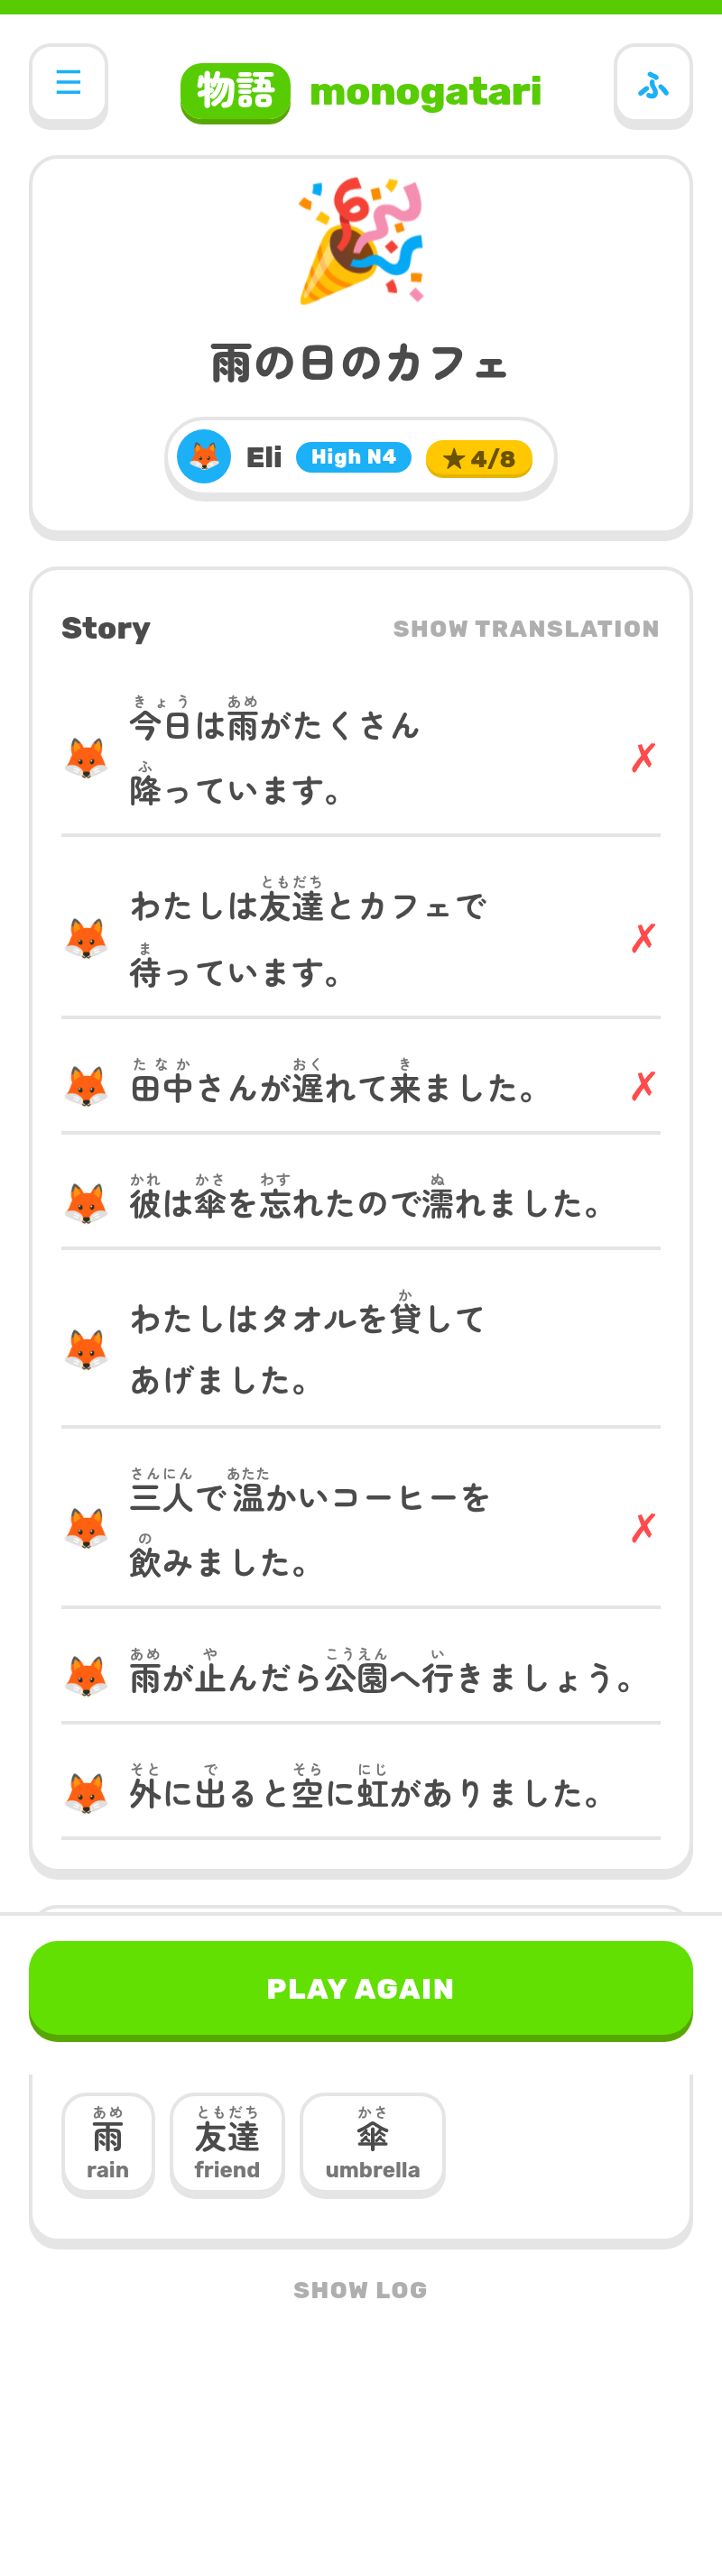 ☰
物語 monogatari
ふ
雨の日のカフェ
Eli High N4 ★ 4/8
Story SHOW TRANSLATION
きょう あめ
今日は雨がたくさん
ふ
降っています。
✗
ともだち
わたしは友達とカフェで
ま
待っています。
✗
たなか おく き
田中さんが遅れて来ました。
✗
かれ かさ わす ぬ
彼は傘を忘れたので濡れました。
か
わたしはタオルを貸して
あげました。
さんにん あたた
三人で温かいコーヒーを
の
飲みました。
✗
あめ や こうえん い
雨が止んだら公園へ行きましょう。
そと で そら にじ
外に出ると空に虹がありました。
PLAY AGAIN
あめ ともだち かさ
雨 友達 傘
rain friend umbrella
SHOW LOG